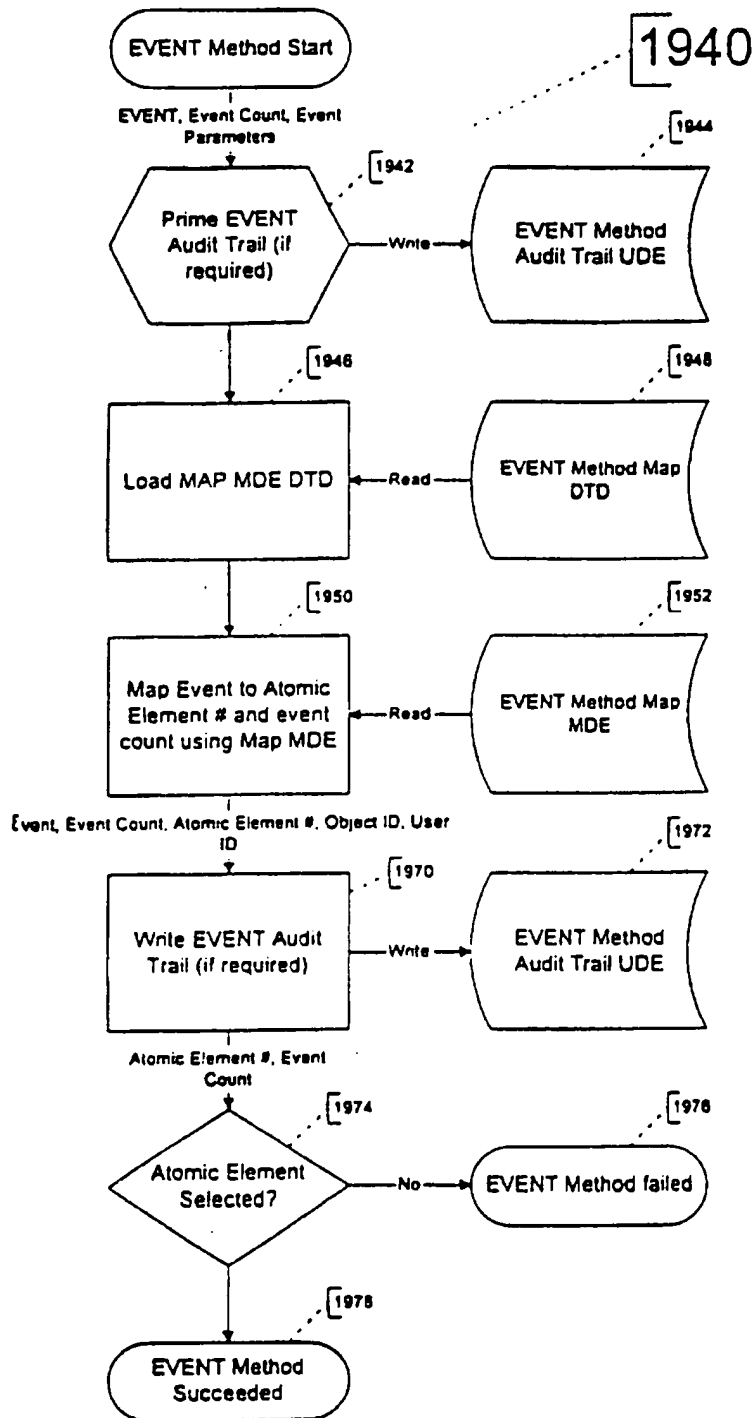 EVENT Method Start
1940
EVENT, Event Count, Event
Parameters
1942
1944
Prime EVENT
Audit Trail (if
required)
Write
EVENT Method
Audit Trail UDE
1946
1948
Load MAP MDE DTD
Read
EVENT Method Map
DTD
1950
1952
Map Event to Atomic
Element # and event
count using Map MDE
Read
EVENT Method Map
MDE
Event, Event Count, Atomic Element #, Object ID, User
ID
1970
1972
Write EVENT Audit
Trail (if required)
Write
EVENT Method
Audit Trail UDE
Atomic Element #, Event
Count
1974
1976
Atomic Element
Selected?
No
EVENT Method failed
1978
EVENT Method
Succeeded